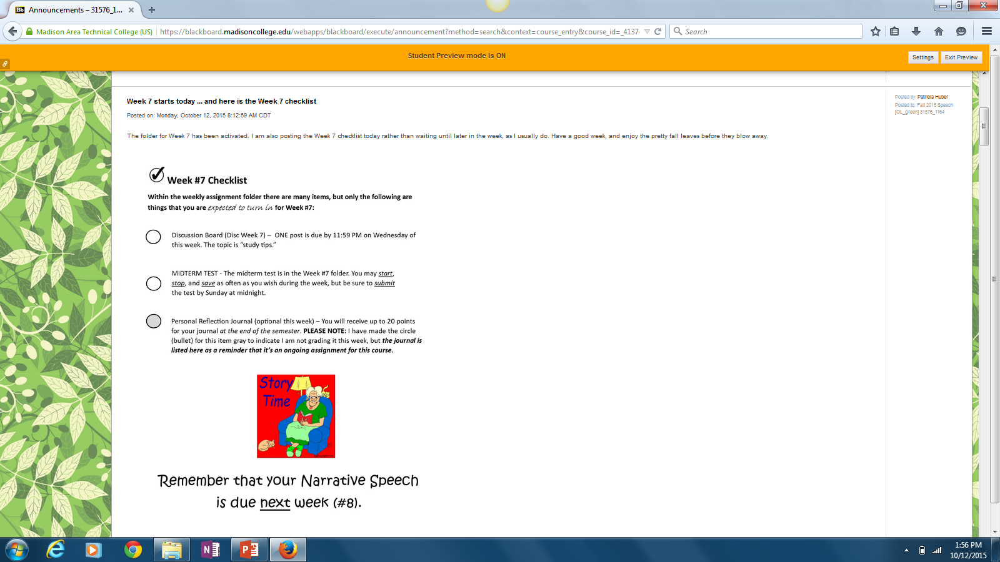 Announcements – 31576_1...
Madison Area Technical College (US)
https://blackboard.madisoncollege.edu/webapps/blackboard/execute/announcement?method=search&context=course_entry&course_id=_4137
Search
Student Preview mode is ON
Settings
Exit Preview
Week 7 starts today ... and here is the Week 7 checklist
Posted on: Monday, October 12, 2015 8:12:59 AM CDT
Posted by: Patricia Huber
Posted to: Fall 2015 Speech
[OL_green] 31576_1164
The folder for Week 7 has been activated. I am also posting the Week 7 checklist today rather than waiting until later in the week, as I usually do. Have a good week, and enjoy the pretty fall leaves before they blow away.
Week #7 Checklist
Within the weekly assignment folder there are many items, but only the following are
things that you are expected to turn in for Week #7:
Discussion Board (Disc Week 7) – ONE post is due by 11:59 PM on Wednesday of
this week. The topic is “study tips.”
MIDTERM TEST - The midterm test is in the Week #7 folder. You may start,
stop, and save as often as you wish during the week, but be sure to submit
the test by Sunday at midnight.
Personal Reflection Journal (optional this week) – You will receive up to 20 points
for your journal at the end of the semester. PLEASE NOTE: I have made the circle
(bullet) for this item gray to indicate I am not grading it this week, but the journal is
listed here as a reminder that it’s an ongoing assignment for this course.
Story
Time
Remember that your Narrative Speech
is due next week (#8).
1:56 PM
10/12/2015